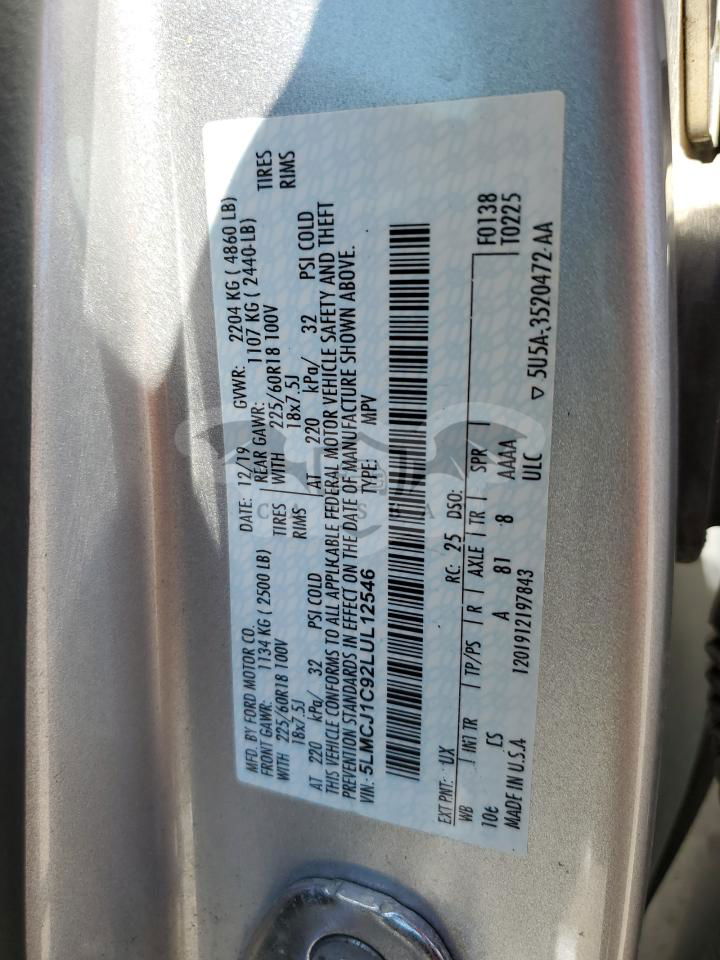 MFD. BY FORD MOTOR CO. DATE: 12/19 GVWR: 2204 KG ( 4860 LB)
FRONT GAWR: 1134 KG ( 2500 LB) REAR GAWR: 1107 KG ( 2440 LB)
WITH 225/60R18 100V TIRES WITH 225/60R18 100V TIRES
18x7.5J RIMS 18x7.5J RIMS
AT 220 kPa/ 32 PSI COLD AT 220 kPa/ 32 PSI COLD
THIS VEHICLE CONFORMS TO ALL APPLICABLE FEDERAL MOTOR VEHICLE SAFETY AND THEFT
PREVENTION STANDARDS IN EFFECT ON THE DATE OF MANUFACTURE SHOWN ABOVE.
VIN: 5LMCJ1C92LUL12546 TYPE: MPV
EXT PNT: UX RC: 25 DSO: F0138
WB INT TR TP/PS R AXLE TR SPR T0225
106 A 81 8 AAAA
MADE IN U.S.A 1201912197843 ULC
▽ 5U5A-3520472-AA